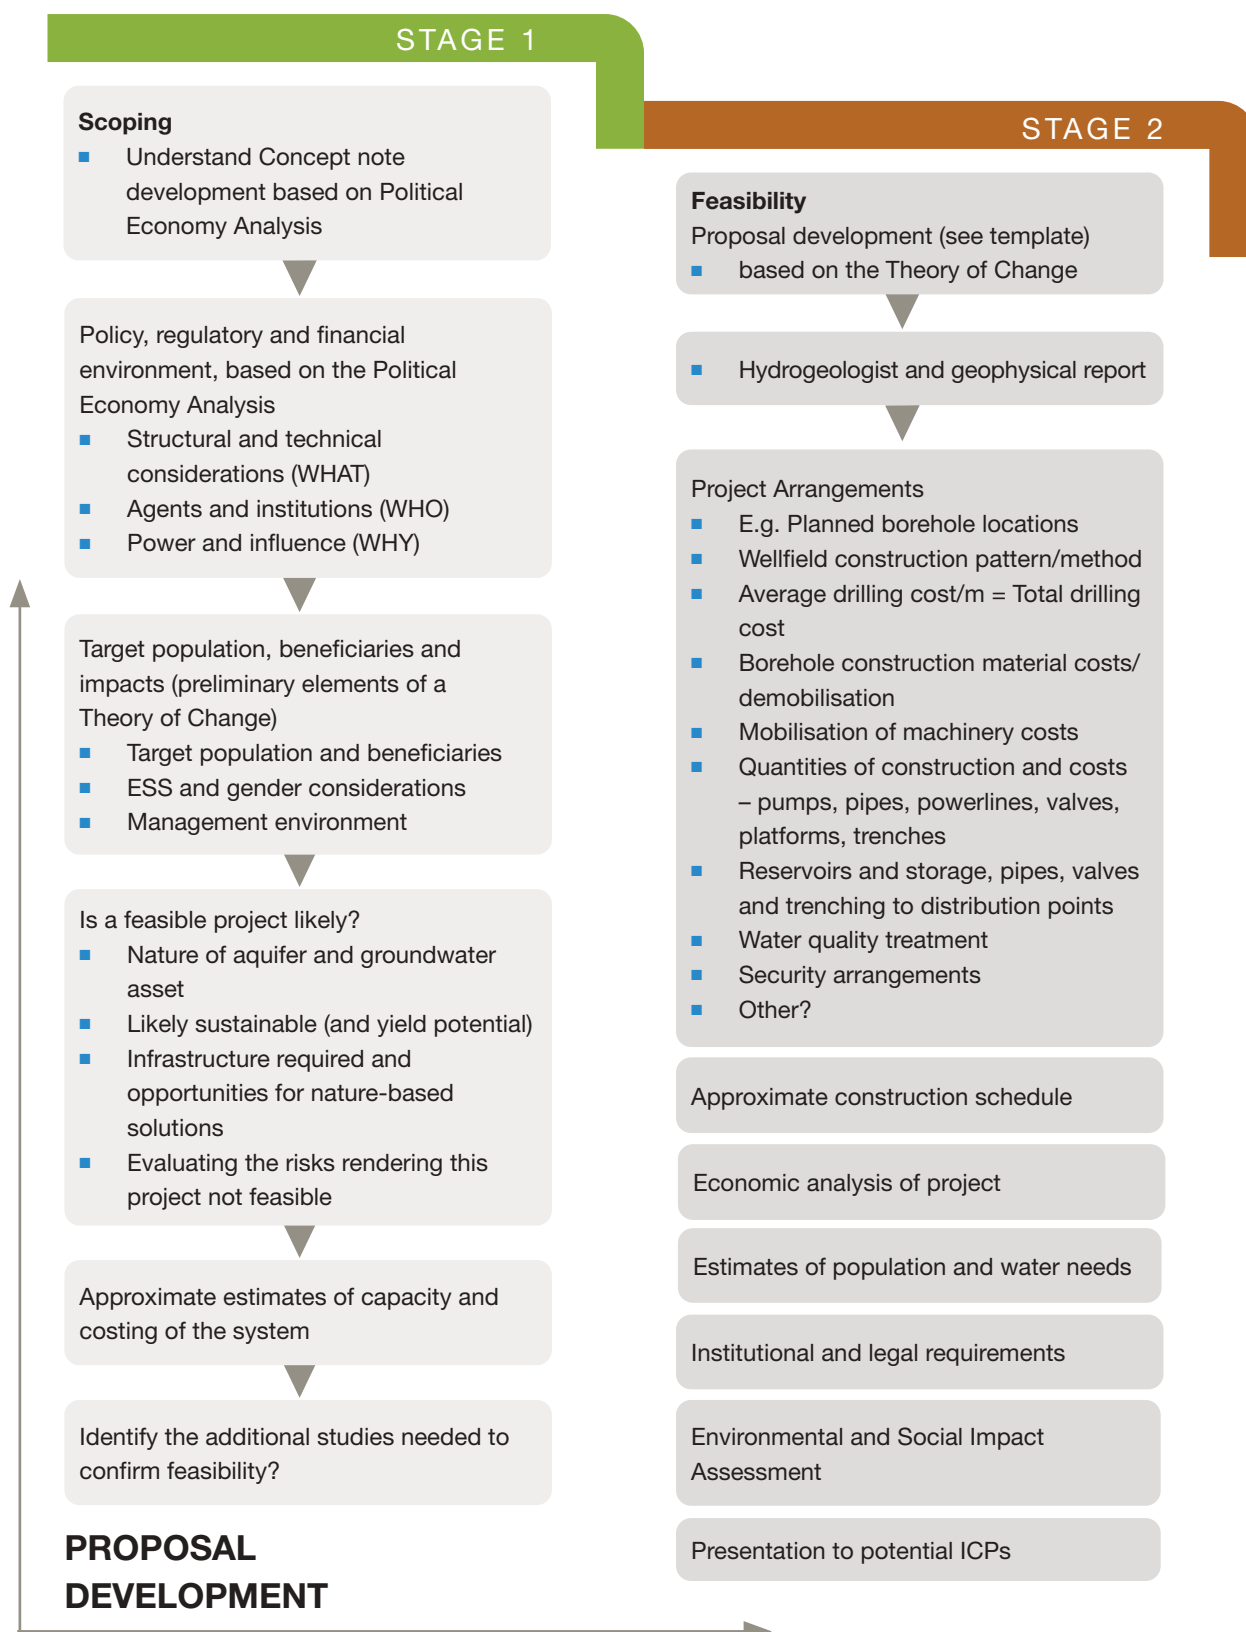 STAGE 1
Scoping
Understand Concept note
development based on Political
Economy Analysis
Policy, regulatory and financial
environment, based on the Political
Economy Analysis
Structural and technical
considerations (WHAT)
Agents and institutions (WHO)
Power and influence (WHY)
Target population, beneficiaries and
impacts (preliminary elements of a
Theory of Change)
Target population and beneficiaries
ESS and gender considerations
Management environment
Is a feasible project likely?
Nature of aquifer and groundwater
asset
Likely sustainable (and yield potential)
Infrastructure required and
opportunities for nature-based
solutions
Evaluating the risks rendering this
project not feasible
Approximate estimates of capacity and
costing of the system
Identify the additional studies needed to
confirm feasibility?
PROPOSAL
DEVELOPMENT
STAGE 2
Feasibility
Proposal development (see template)
based on the Theory of Change
Hydrogeologist and geophysical report
Project Arrangements
E.g. Planned borehole locations
Wellfield construction pattern/method
Average drilling cost/m = Total drilling
cost
Borehole construction material costs/
demobilisation
Mobilisation of machinery costs
Quantities of construction and costs
– pumps, pipes, powerlines, valves,
platforms, trenches
Reservoirs and storage, pipes, valves
and trenching to distribution points
Water quality treatment
Security arrangements
Other?
Approximate construction schedule
Economic analysis of project
Estimates of population and water needs
Institutional and legal requirements
Environmental and Social Impact
Assessment
Presentation to potential ICPs